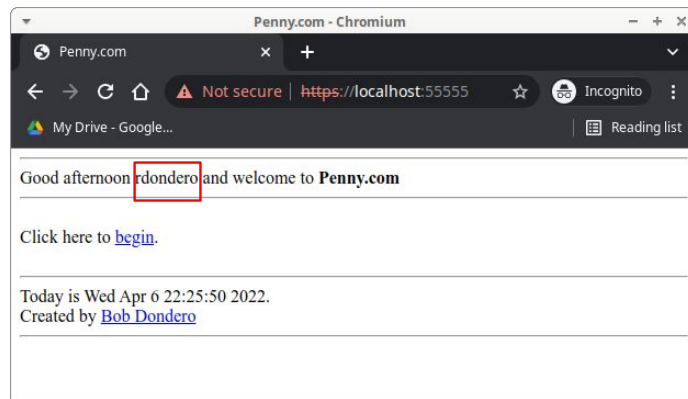 Penny.com - Chromium
Penny.com
Not secure | https://localhost:55555 Incognito
My Drive - Google... Reading list
Good afternoon rdondero and welcome to Penny.com
Click here to begin.
Today is Wed Apr 6 22:25:50 2022.
Created by Bob Dondero